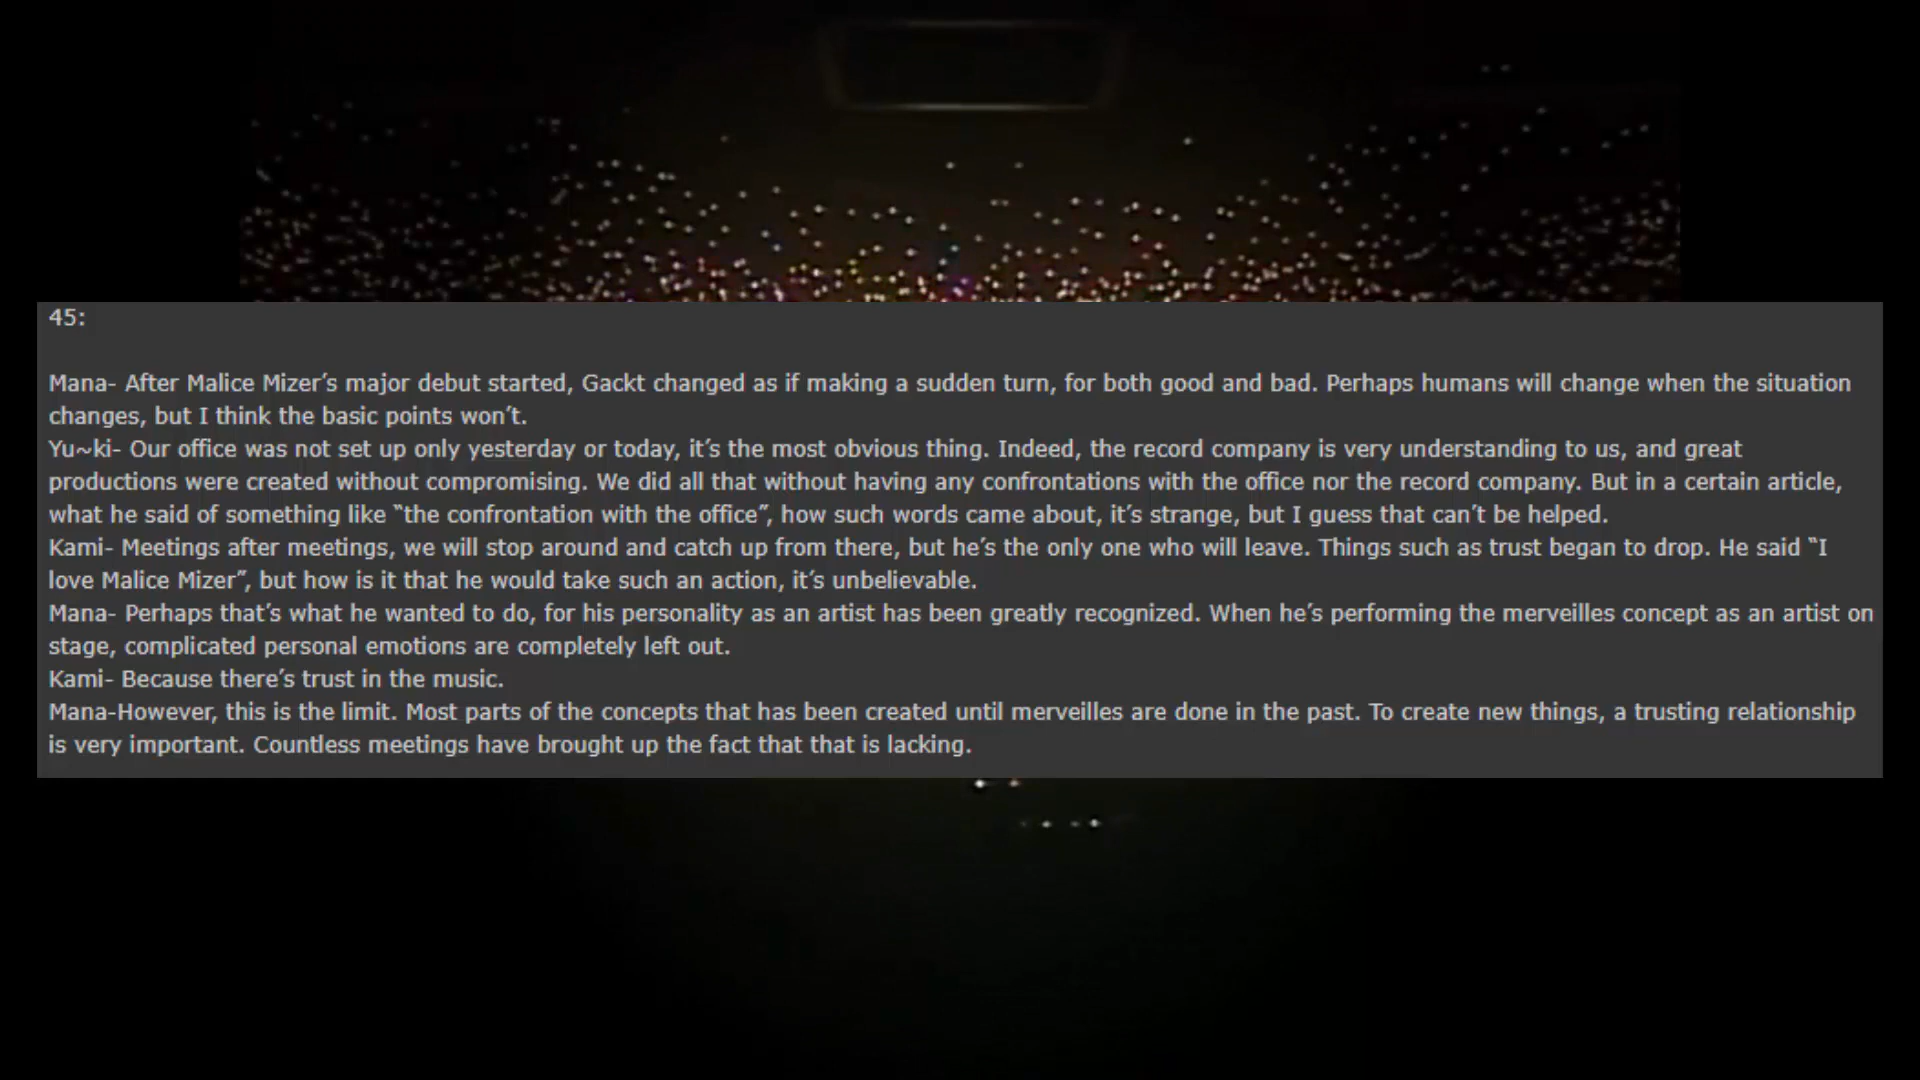 45:
Mana- After Malice Mizer’s major debut started, Gackt changed as if making a sudden turn, for both good and bad. Perhaps humans will change when the situation
changes, but I think the basic points won’t.
Yu~ki- Our office was not set up only yesterday or today, it’s the most obvious thing. Indeed, the record company is very understanding to us, and great
productions were created without compromising. We did all that without having any confrontations with the office nor the record company. But in a certain article,
what he said of something like “the confrontation with the office”, how such words came about, it’s strange, but I guess that can’t be helped.
Kami- Meetings after meetings, we will stop around and catch up from there, but he’s the only one who will leave. Things such as trust began to drop. He said “I
love Malice Mizer”, but how is it that he would take such an action, it’s unbelievable.
Mana- Perhaps that’s what he wanted to do, for his personality as an artist has been greatly recognized. When he’s performing the merveilles concept as an artist on
stage, complicated personal emotions are completely left out.
Kami- Because there’s trust in the music.
Mana-However, this is the limit. Most parts of the concepts that has been created until merveilles are done in the past. To create new things, a trusting relationship
is very important. Countless meetings have brought up the fact that that is lacking.